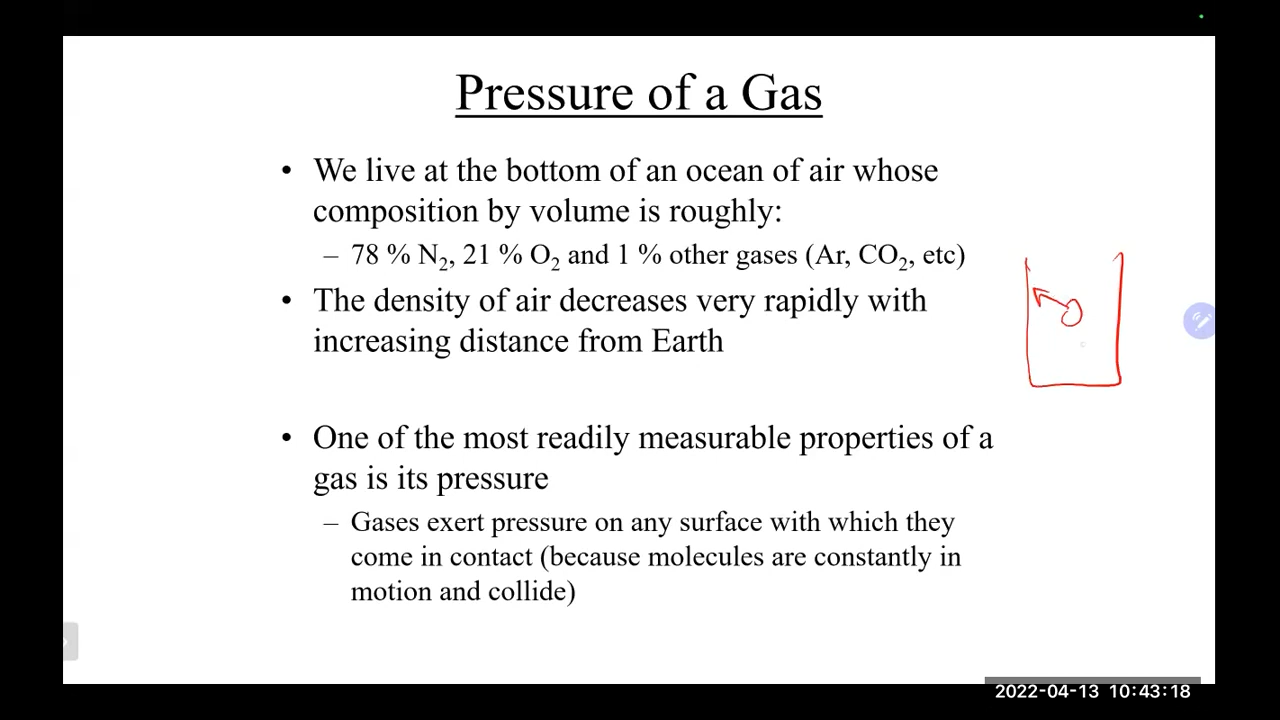 Pressure of a Gas
• We live at the bottom of an ocean of air whose
composition by volume is roughly:
– 78 % N₂, 21 % O₂ and 1 % other gases (Ar, CO₂, etc)
• The density of air decreases very rapidly with
increasing distance from Earth
• One of the most readily measurable properties of a
gas is its pressure
– Gases exert pressure on any surface with which they
come in contact (because molecules are constantly in
motion and collide)
2022-04-13 10:43:18